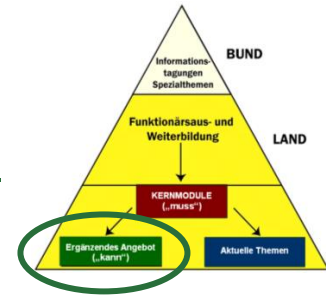 Informations-
tagungen
Spezialthemen
BUND
Funktionärsaus- und
Weiterbildung
LAND
KERNMODULE
(„muss")
Ergänzendes Angebot
(„kann")
Aktuelle Themen